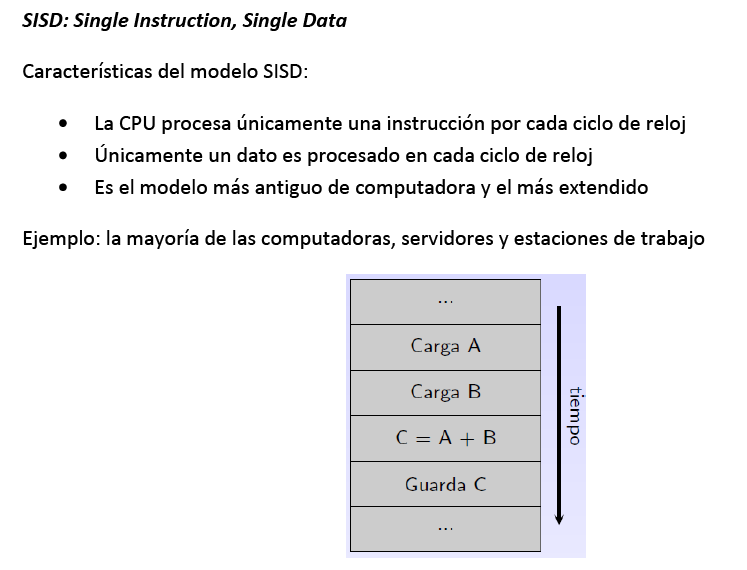 SISD: Single Instruction, Single Data
Características del modelo SISD:
• La CPU procesa únicamente una instrucción por cada ciclo de reloj
• Únicamente un dato es procesado en cada ciclo de reloj
• Es el modelo más antiguo de computadora y el más extendido
Ejemplo: la mayoría de las computadoras, servidores y estaciones de trabajo
...
Carga A
Carga B
C = A + B
Guarda C
...
tiempo